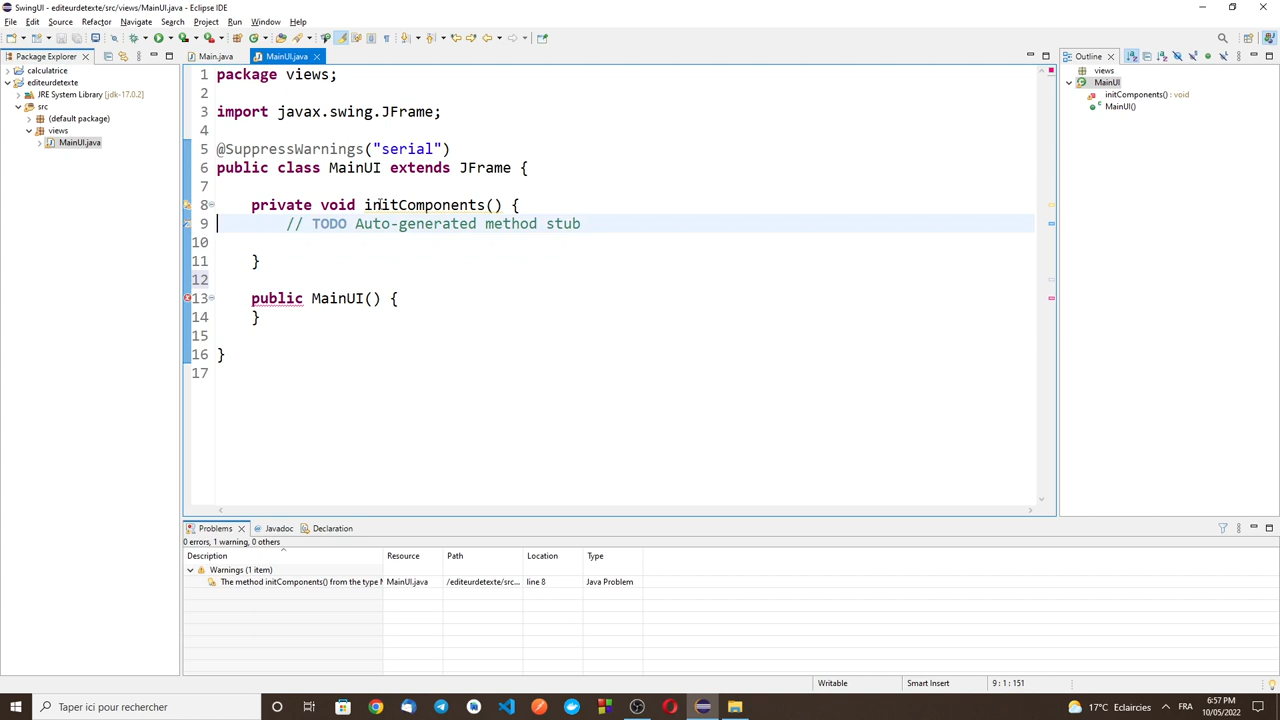 SwingUI - editeurdetexte/src/views/MainUI.java - Eclipse IDE
File Edit Source Refactor Navigate Search Project Run Window Help
Package Explorer
Main.java
MainUI.java
Outline
calculatrice
editeurdetexte
JRE System Library [jdk-17.0.2]
src
(default package)
views
MainUI.java
1 package views;
2
3 import javax.swing.JFrame;
4
5 @SuppressWarnings("serial")
6 public class MainUI extends JFrame {
7
8 private void initComponents() {
9 // TODO Auto-generated method stub
10
11 }
12
13 public MainUI() {
14 }
15
16 }
17
views
MainUI
initComponents() : void
MainUI()
Problems Javadoc Declaration
0 errors, 1 warning, 0 others
Description Resource Path Location Type
Warnings (1 item)
The method initComponents() from the type M MainUI.java /editeurdetexte/src... line 8 Java Problem
Writable Smart Insert 9 : 1 : 151
Taper ici pour rechercher
17°C Eclaircies FRA 6:57 PM
10/05/2022